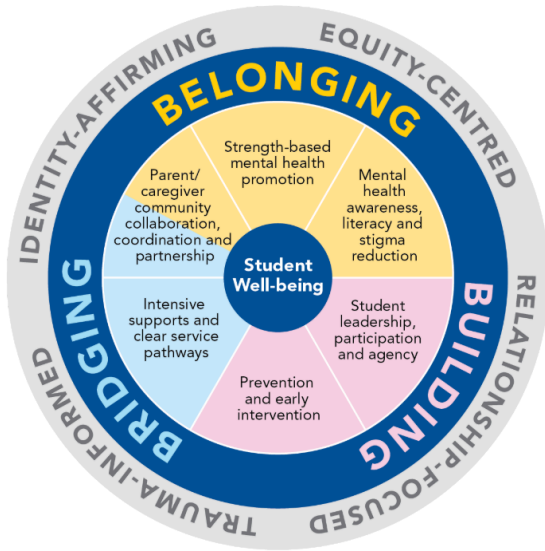 IDENTITY-AFFIRMING
EQUITY-CENTRED
RELATIONSHIP-FOCUSED
TRAUMA-INFORMED
BELONGING
BUILDING
BRIDGING
Strength-based
mental health
promotion
Mental
health
awareness,
literacy and
stigma
reduction
Student
leadership,
participation
and agency
Prevention
and early
intervention
Intensive
supports and
clear service
pathways
Parent/
caregiver
community
collaboration,
coordination and
partnership
Student
Well-being